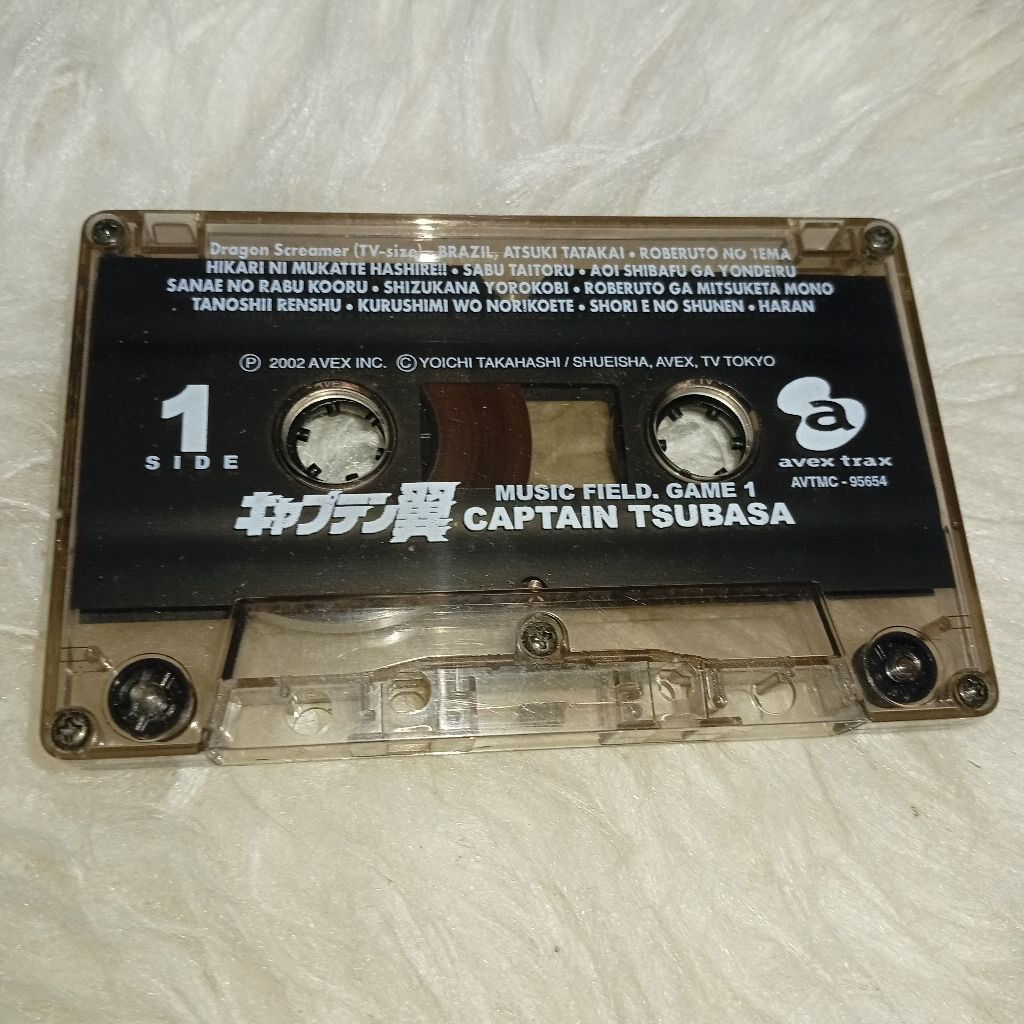 Dragon Screamer (TV-size) • BRAZIL, ATSUKI TATAKAI • ROBERUTO NO TEMA
HIKARI NI MUKATTE HASHIRE!! • SABU TAITORU • AOI SHIBAFU GA YONDEIRU
SANAE NO RABU KOORU • SHIZUKANA YOROKOBI • ROBERUTO GA MITSUKETA MONO
TANOSHII RENSHU • KURUSHIMI WO NORIKOETE • SHORI E NO SHUNEN • HARAN
Ⓟ 2002 AVEX INC. Ⓒ YOICHI TAKAHASHI / SHUEISHA, AVEX, TV TOKYO
1
SIDE
a
avex trax
AVTMC - 95654
キャプテン翼
MUSIC FIELD. GAME 1
CAPTAIN TSUBASA